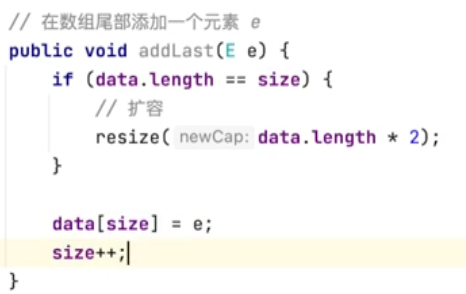 // 在数组尾部添加一个元素 e
public void addLast(E e) {
if (data.length == size) {
// 扩容
resize( newCap: data.length * 2);
}
data[size] = e;
size++;
}